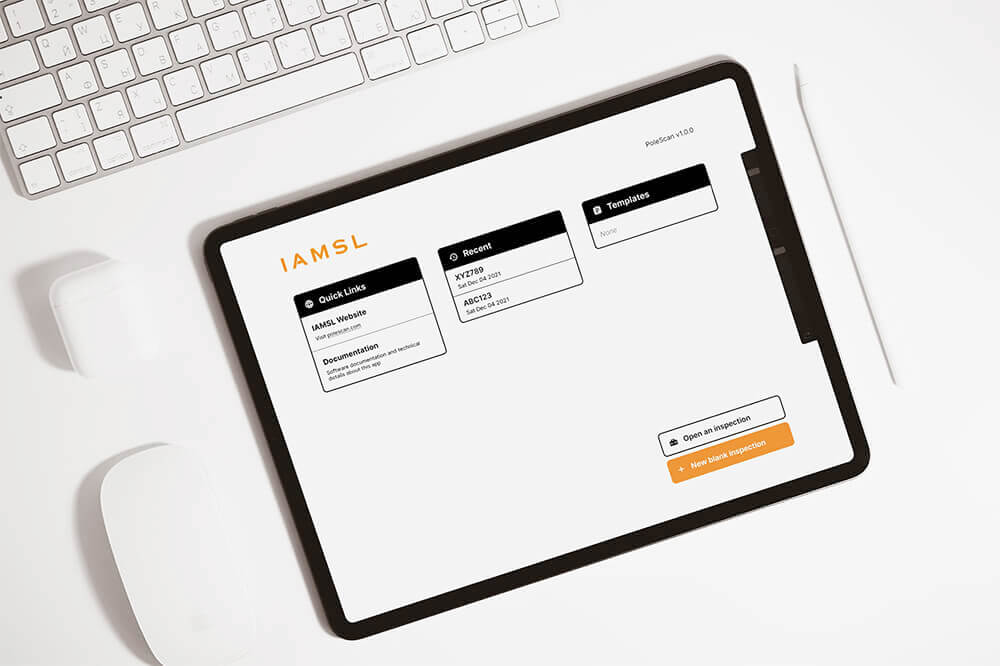 PoleScan v1.0.0
IAMSL
Quick Links
IAMSL Website
Visit polescan.com
Documentation
Software documentation and technical
details about this app
Recent
XYZ789
Sat Dec 04 2021
ABC123
Sat Dec 04 2021
Templates
None
Open an inspection
+ New blank inspection
command